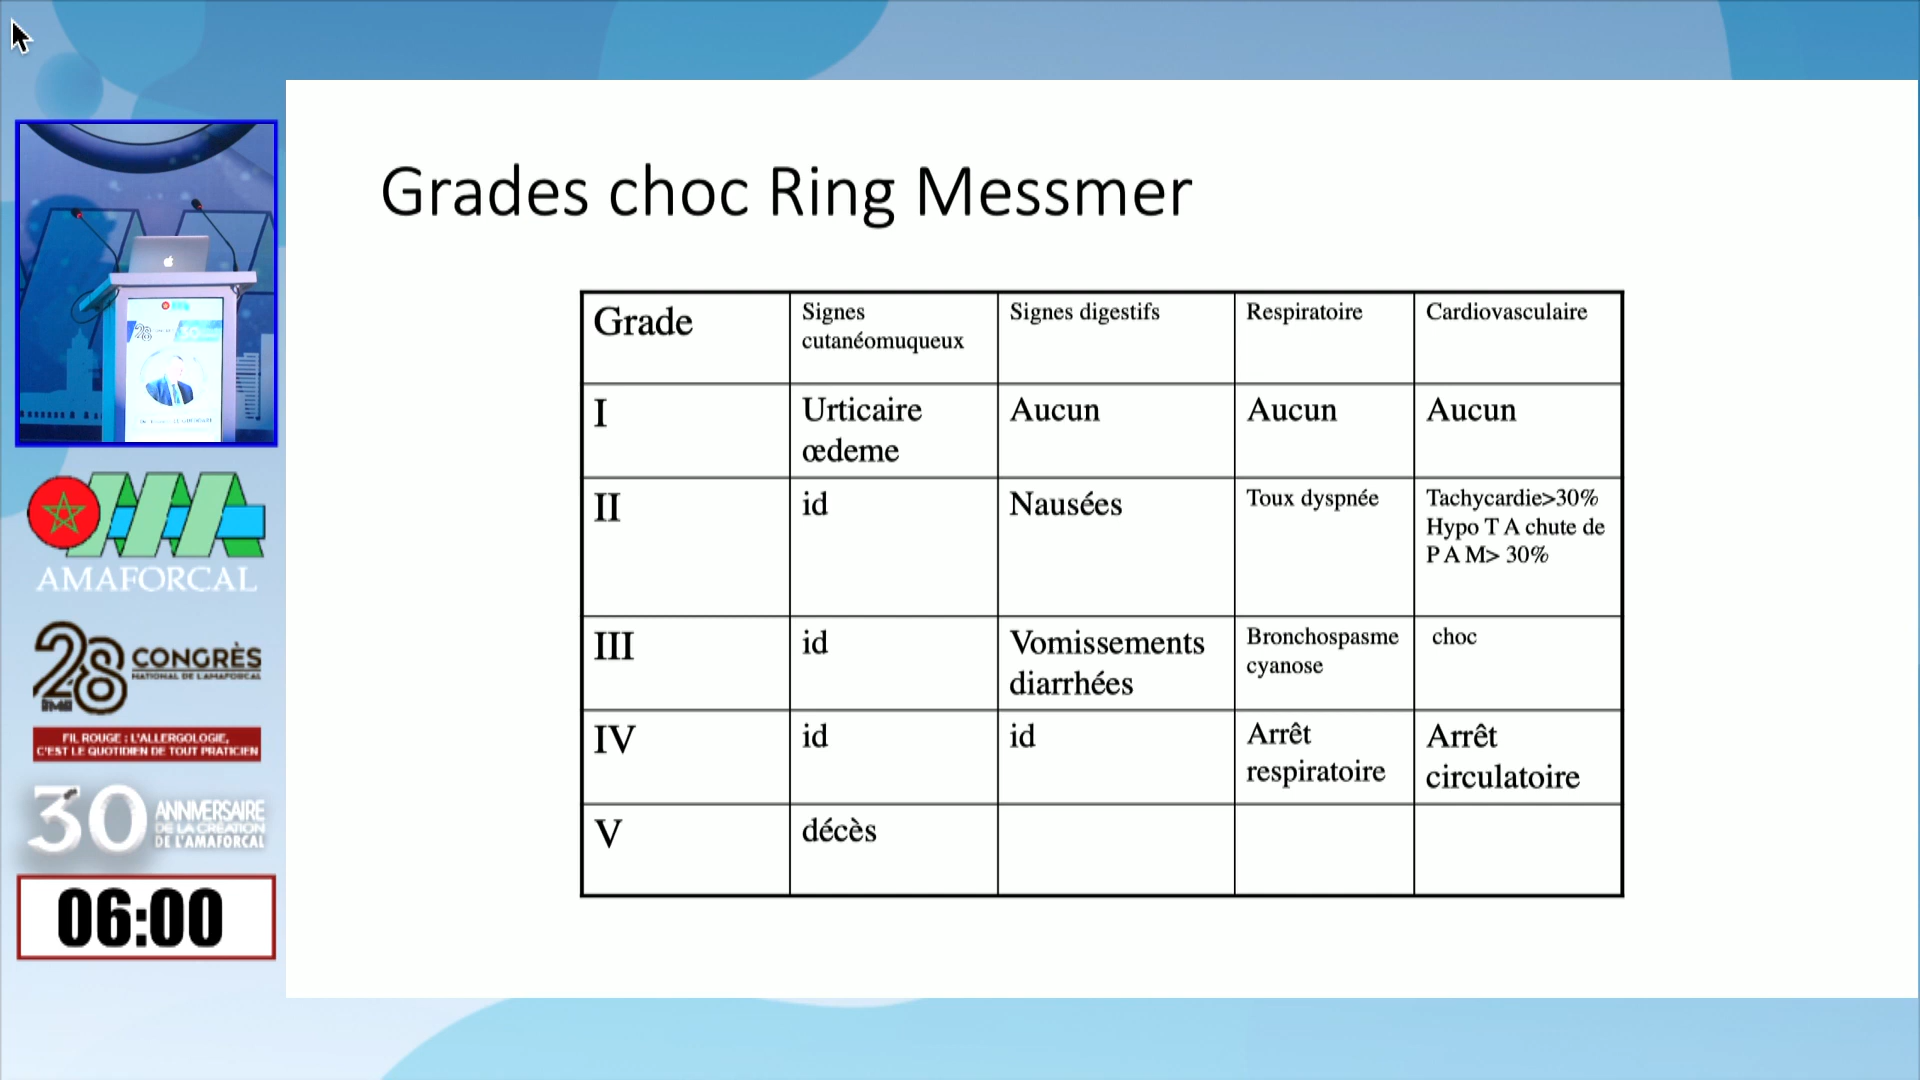 Grades choc Ring Messmer
Grade
Signes
cutanéomuqueux
Signes digestifs
Respiratoire
Cardiovasculaire
I
Urticaire
œdeme
Aucun
Aucun
Aucun
II
id
Nausées
Toux dyspnée
Tachycardie>30%
Hypo T A chute de
P A M> 30%
III
id
Vomissements
diarrhées
Bronchospasme
cyanose
choc
IV
id
id
Arrêt
respiratoire
Arrêt
circulatoire
V
décès
28
AMAFORCAL
28
ÈME
CONGRÈS
NATIONAL DE L'AMAFORCAL
FIL ROUGE : L'ALLERGOLOGIE,
C'EST LE QUOTIDIEN DE TOUT PRATICIEN
30
ANNIVERSAIRE
DE LA CRÉATION
DE L'AMAFORCAL
06:00